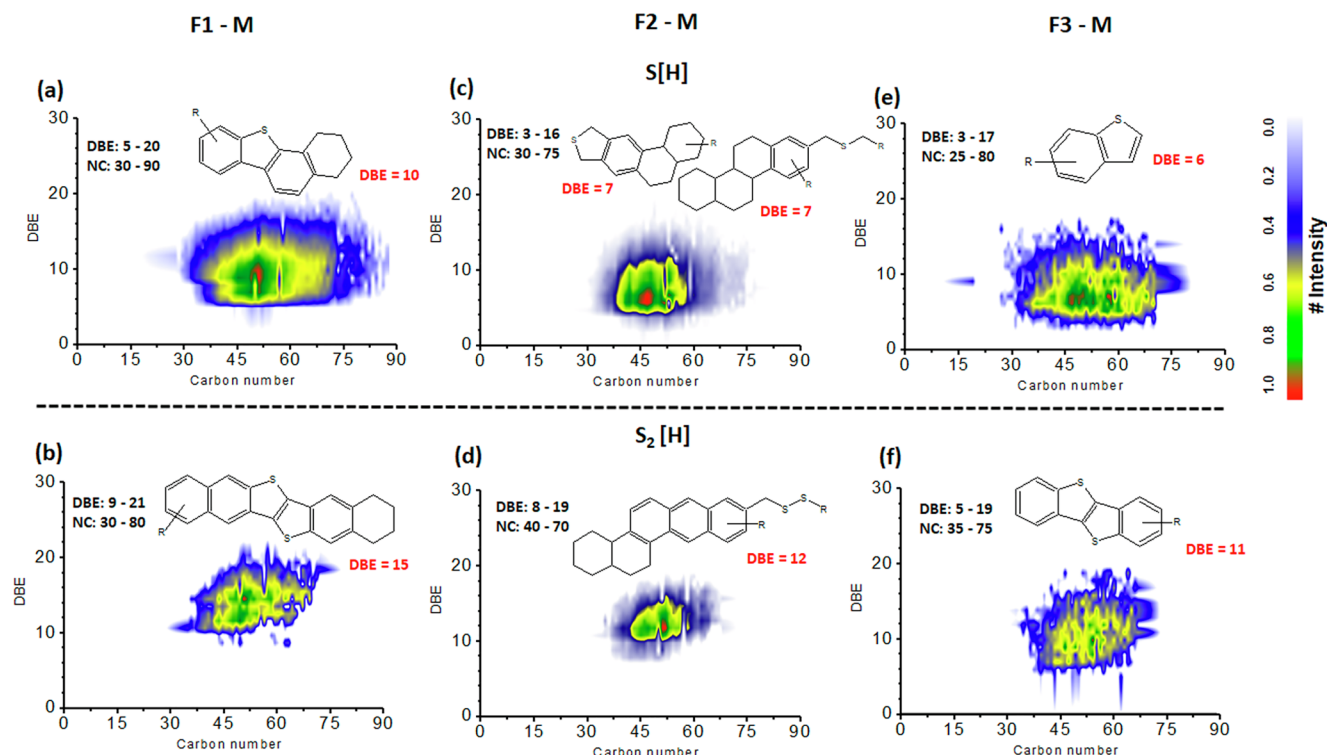 F1 - M
F2 - M
F3 - M
S[H]
(a)
30
20
10
0
DBE
DBE: 5 - 20
NC: 30 - 90
R
S
DBE = 10
0 15 30 45 60 75 90
Carbon number
(c)
30
20
10
0
DBE
DBE: 3 - 16
NC: 30 - 75
S
R
DBE = 7
S
R
R
DBE = 7
0 15 30 45 60 75 90
Carbon number
(e)
30
20
10
0
DBE
DBE: 3 - 17
NC: 25 - 80
S
R
DBE = 6
0 15 30 45 60 75 90
Carbon number
0.0
0.2
0.4
0.6
0.8
1.0
# Intensity
S2 [H]
(b)
30
20
10
0
DBE
DBE: 9 - 21
NC: 30 - 80
S
R
S
DBE = 15
0 15 30 45 60 75 90
Carbon number
(d)
30
20
10
0
DBE
DBE: 8 - 19
NC: 40 - 70
S
S
R
R
DBE = 12
0 15 30 45 60 75 90
Carbon number
(f)
30
20
10
0
DBE
DBE: 5 - 19
NC: 35 - 75
S
R
S
DBE = 11
0 15 30 45 60 75 90
Carbon number